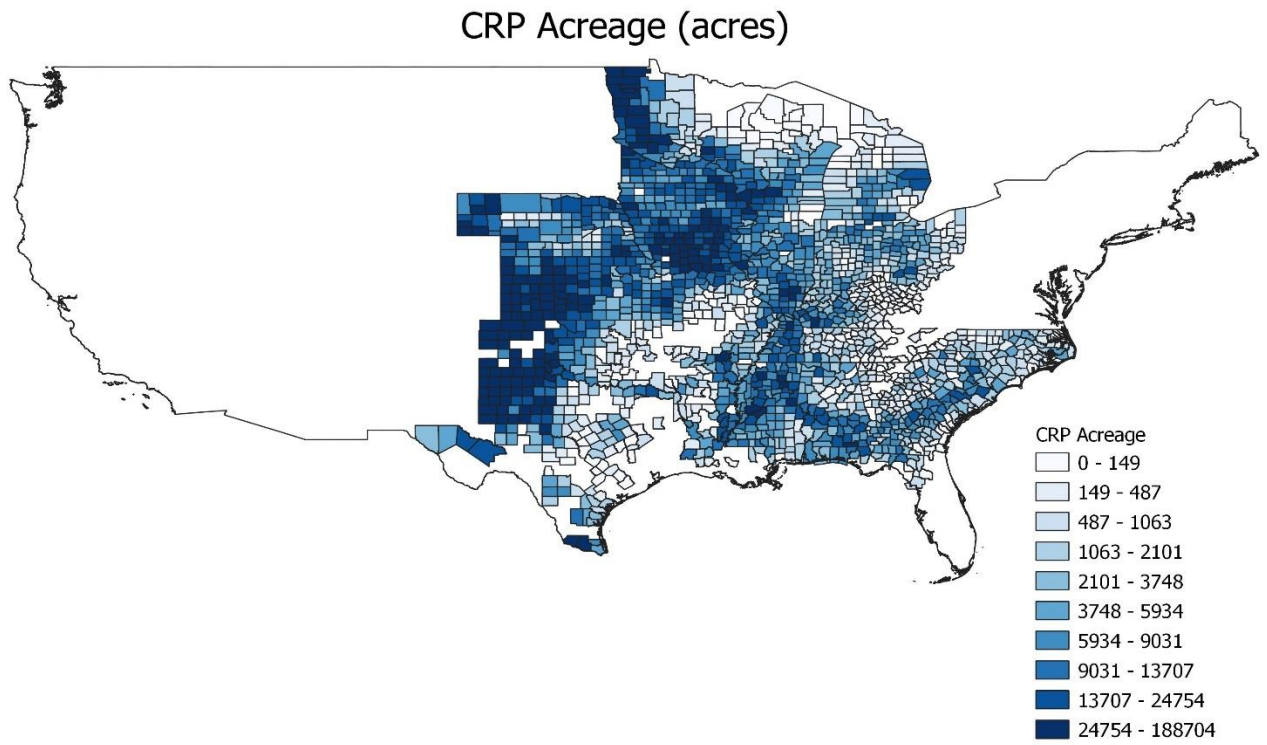 CRP Acreage (acres)
CRP Acreage
0 - 149
149 - 487
487 - 1063
1063 - 2101
2101 - 3748
3748 - 5934
5934 - 9031
9031 - 13707
13707 - 24754
24754 - 188704